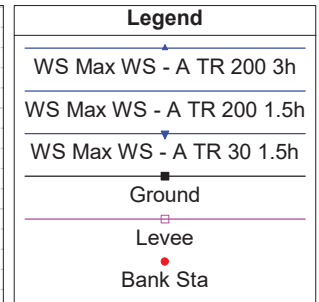 Legend
WS Max WS - A TR 200 3h
WS Max WS - A TR 200 1.5h
WS Max WS - A TR 30 1.5h
Ground
Levee
Bank Sta